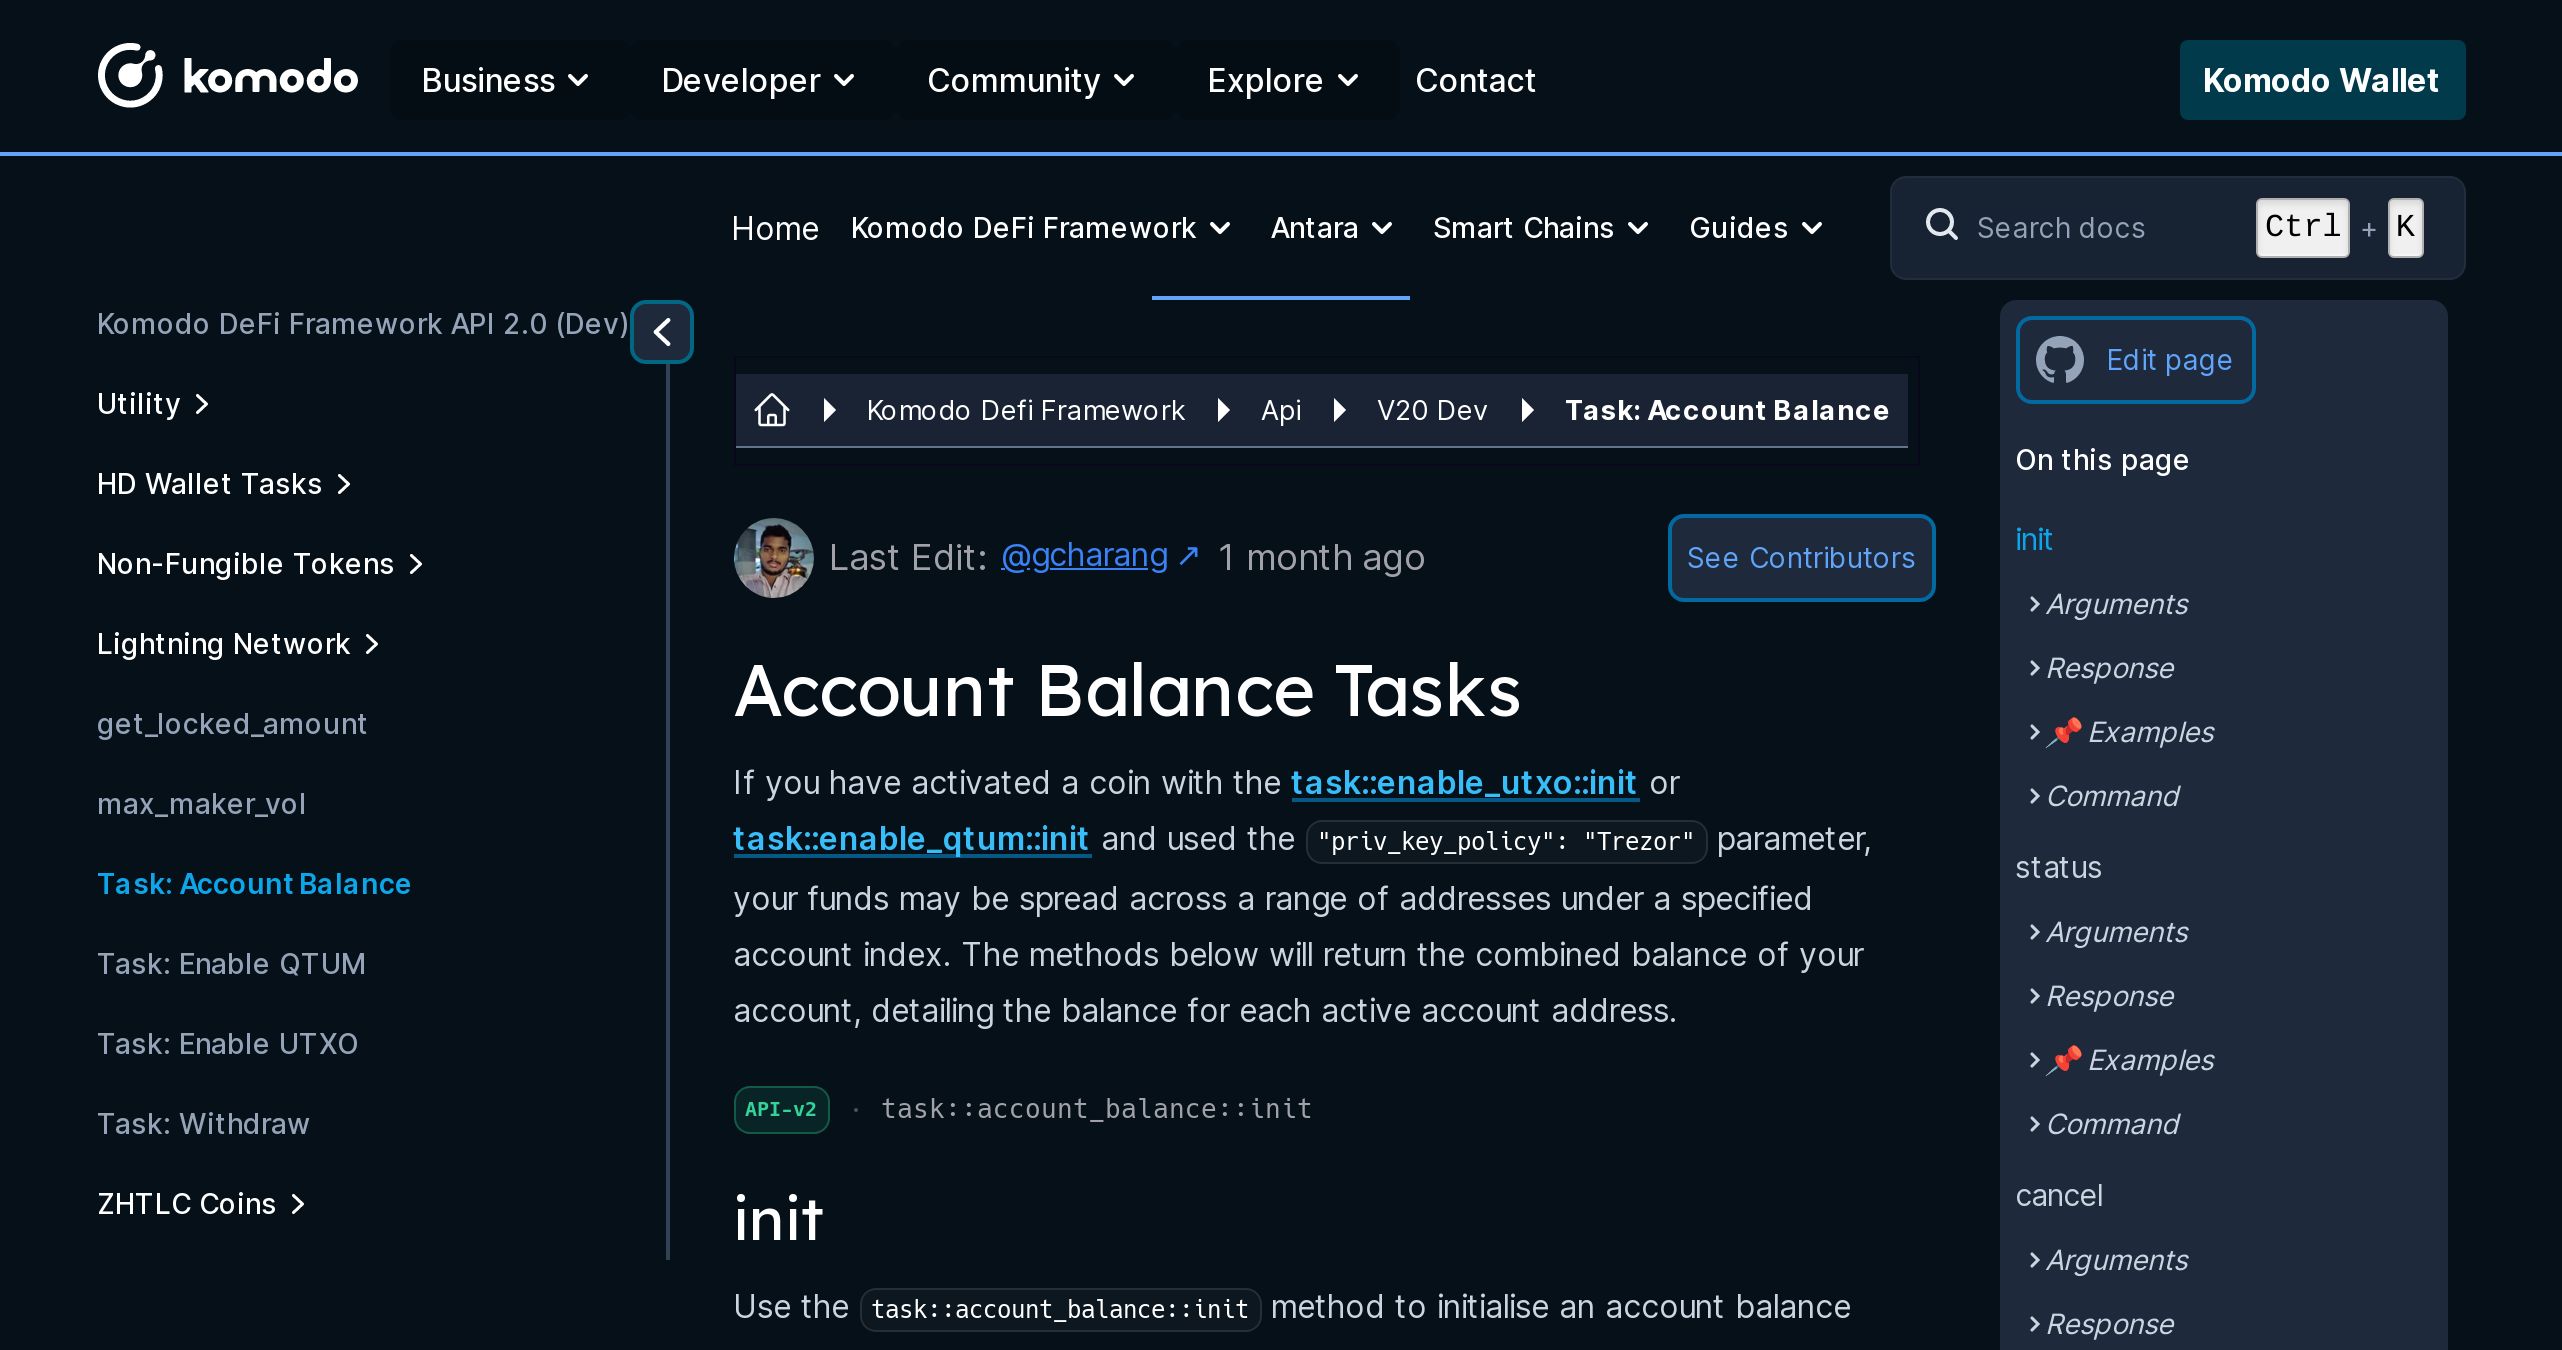 komodo
Business
Developer
Community
Explore
Contact
Komodo Wallet
Home
Komodo DeFi Framework
Antara
Smart Chains
Guides
Search docs
Ctrl + K
Komodo DeFi Framework API 2.0 (Dev)
Utility
HD Wallet Tasks
Non-Fungible Tokens
Lightning Network
get_locked_amount
max_maker_vol
Task: Account Balance
Task: Enable QTUM
Task: Enable UTXO
Task: Withdraw
ZHTLC Coins
Komodo Defi Framework
Api
V20 Dev
Task: Account Balance
Last Edit: @gcharang ↗ 1 month ago
See Contributors
Account Balance Tasks
If you have activated a coin with the task::enable_utxo::init or
task::enable_qtum::init and used the "priv_key_policy": "Trezor" parameter,
your funds may be spread across a range of addresses under a specified
account index. The methods below will return the combined balance of your
account, detailing the balance for each active account address.
API-v2 · task::account_balance::init
init
Use the task::account_balance::init method to initialise an account balance
Edit page
On this page
init
Arguments
Response
📌 Examples
Command
status
Arguments
Response
📌 Examples
Command
cancel
Arguments
Response